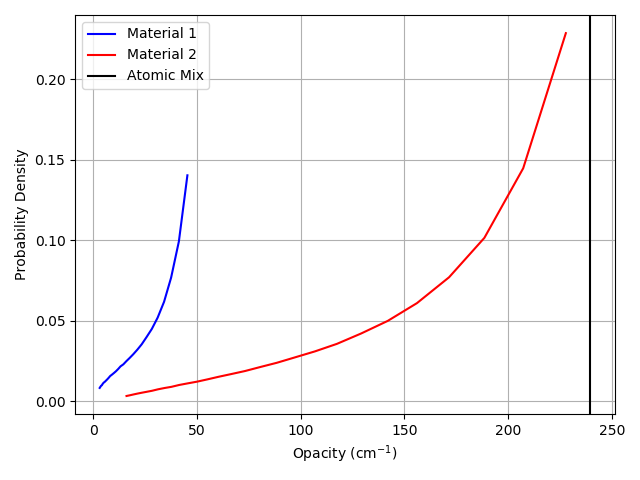 Material 1
Material 2
Atomic Mix
Probability Density
0.20
0.15
0.10
0.05
0.00
0 50 100 150 200 250
Opacity (cm⁻¹)